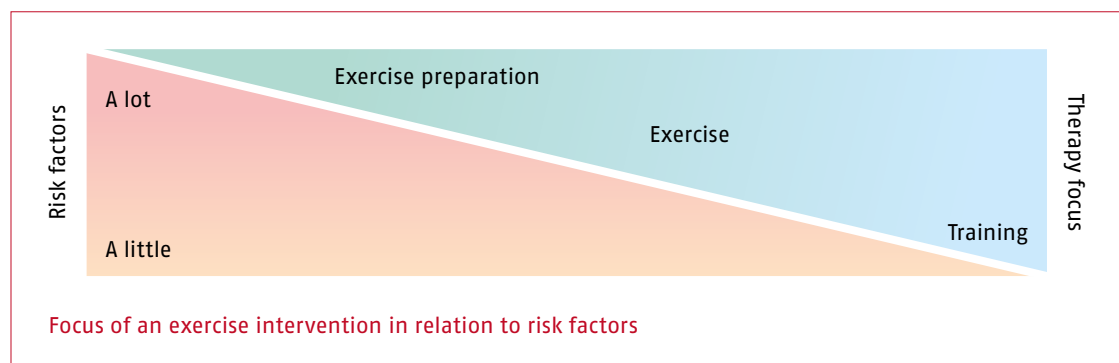 Exercise preparation
A lot
Risk factors
Exercise
Therapy focus
Training
A little
Focus of an exercise intervention in relation to risk factors